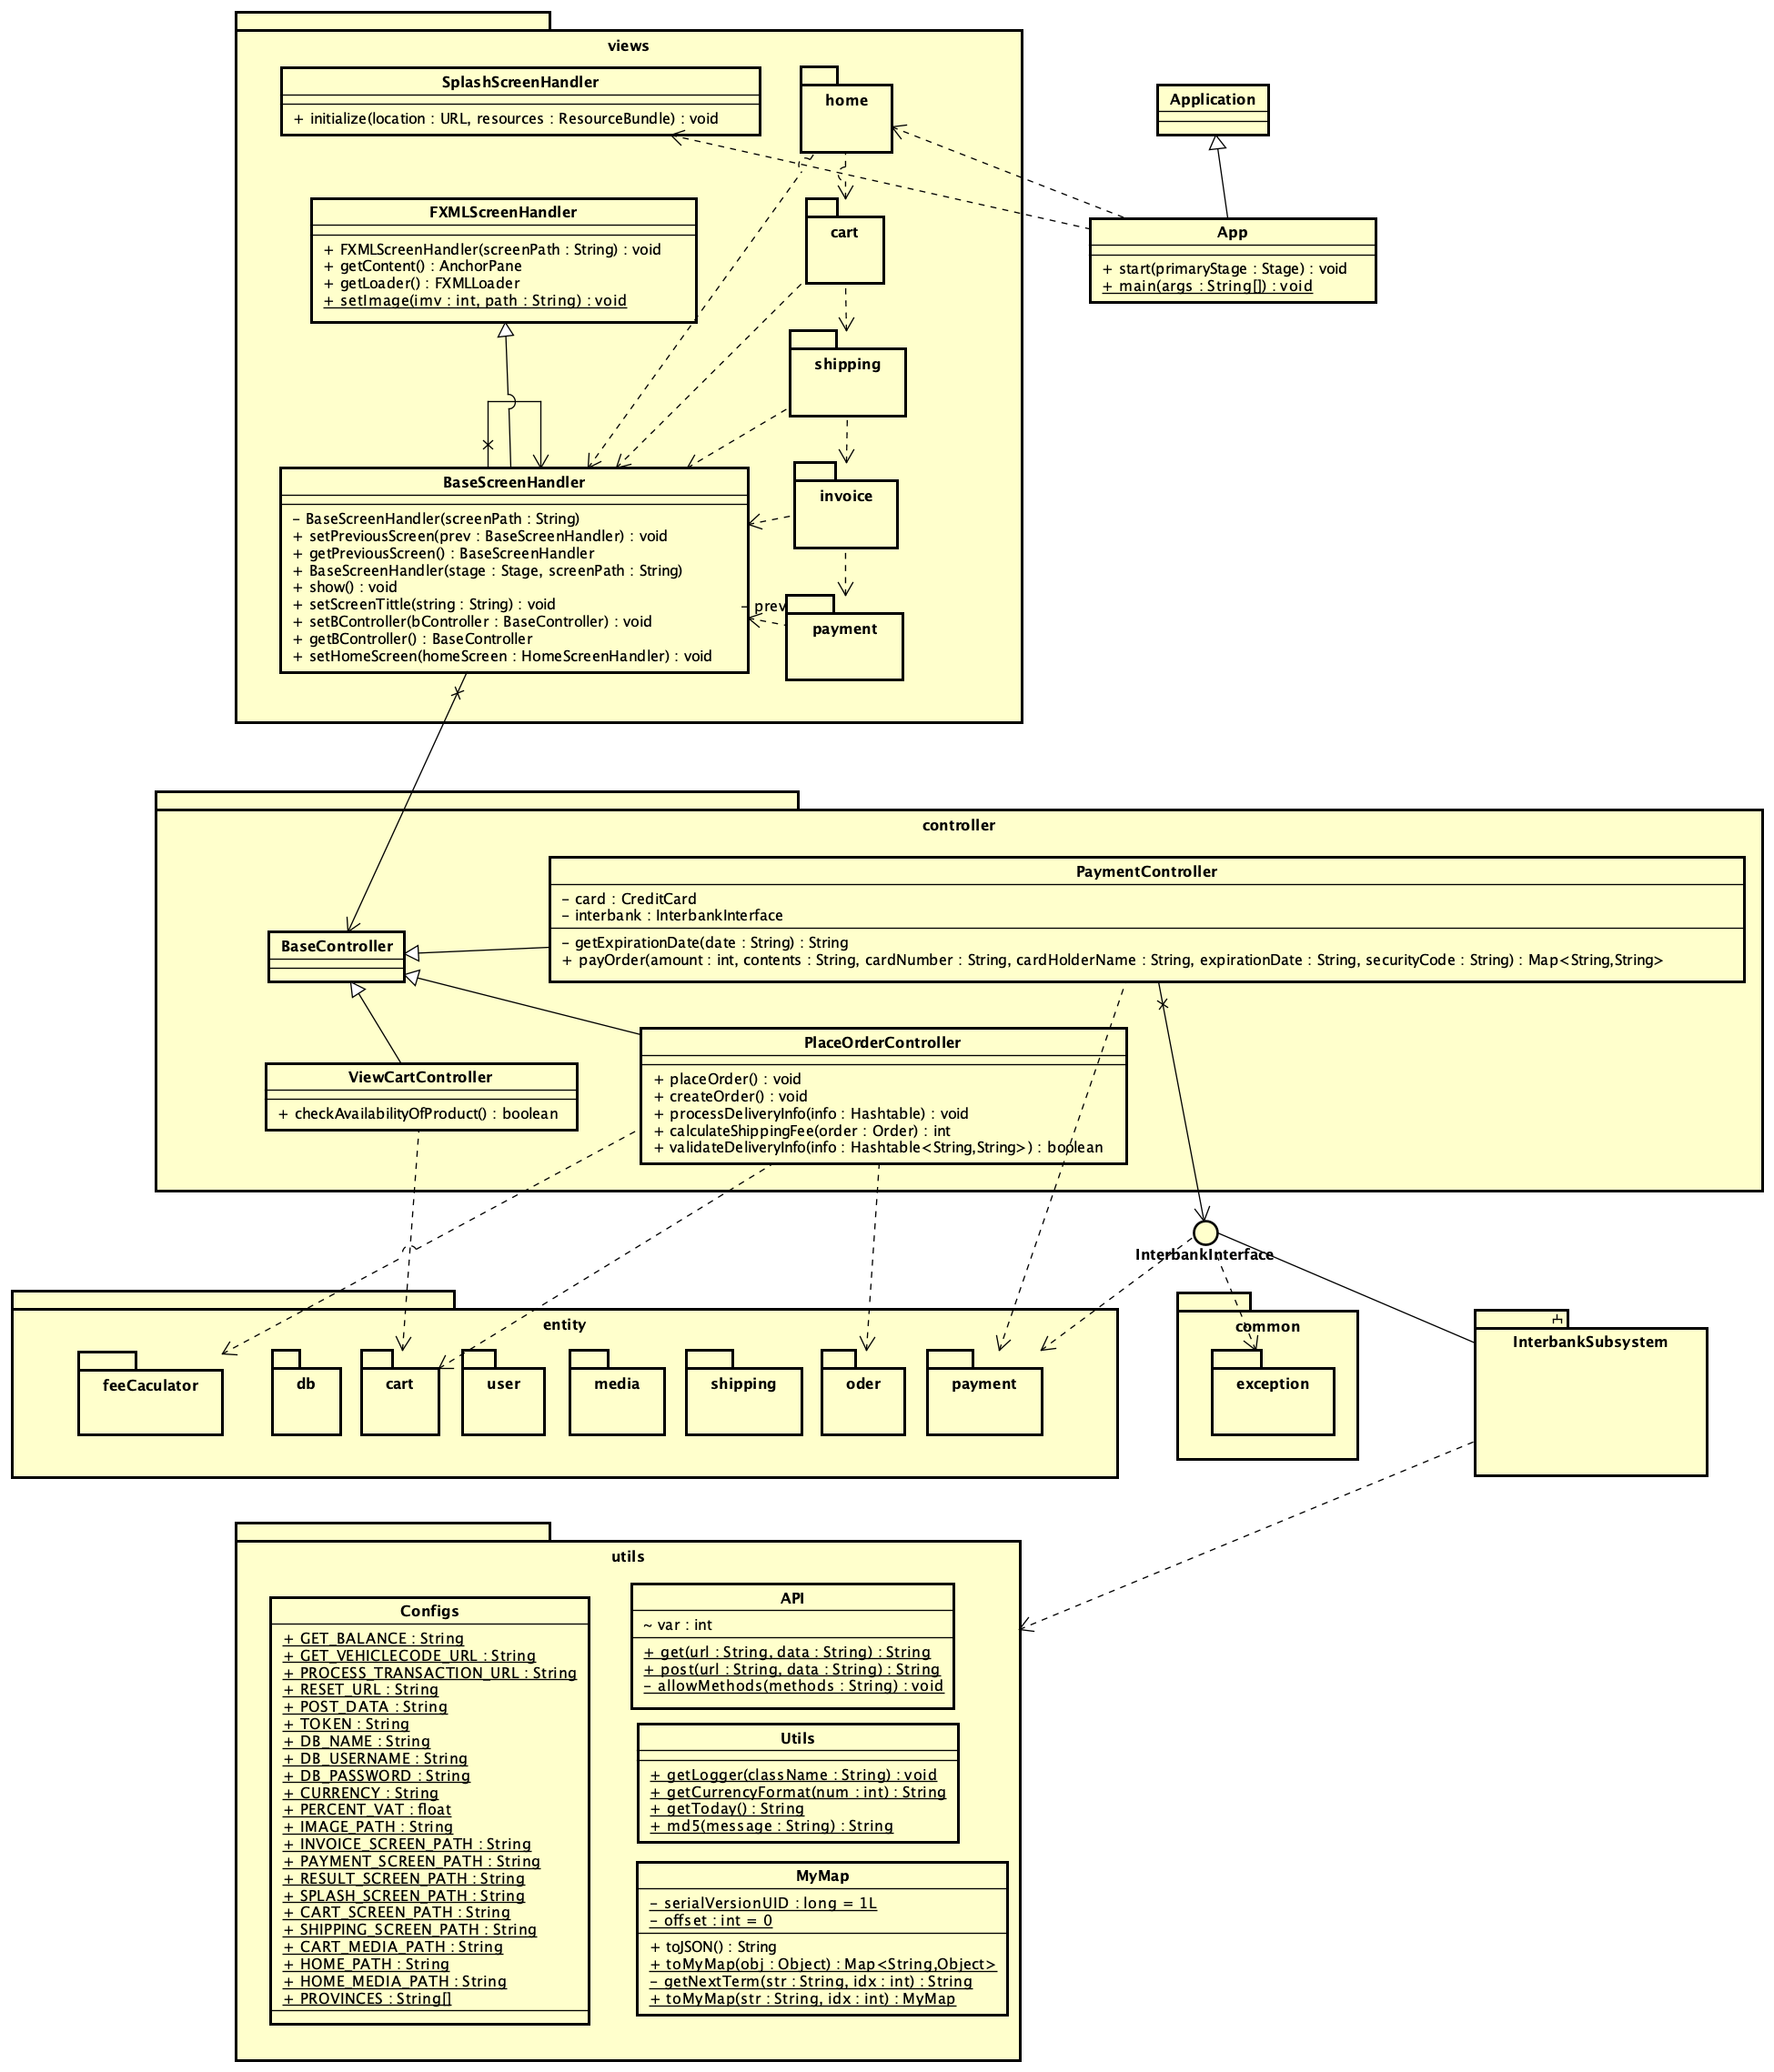 views
SplashScreenHandler
+ initialize(location : URL, resources : ResourceBundle) : void
home
Application
FXMLScreenHandler
+ FXMLScreenHandler(screenPath : String) : void
+ getContent() : AnchorPane
+ getLoader() : FXMLLoader
+ setImage(imv : int, path : String) : void
cart
App
+ start(primaryStage : Stage) : void
+ main(args : String[]) : void
shipping
BaseScreenHandler
- BaseScreenHandler(screenPath : String)
+ setPreviousScreen(prev : BaseScreenHandler) : void
+ getPreviousScreen() : BaseScreenHandler
+ BaseScreenHandler(stage : Stage, screenPath : String)
+ show() : void
+ setScreenTittle(string : String) : void
+ setBController(bController : BaseController) : void
+ getBController() : BaseController
+ setHomeScreen(homeScreen : HomeScreenHandler) : void
invoice
- prev
payment
controller
PaymentController
- card : CreditCard
- interbank : InterbankInterface
- getExpirationDate(date : String) : String
+ payOrder(amount : int, contents : String, cardNumber : String, cardHolderName : String, expirationDate : String, securityCode : String) : Map<String,String>
BaseController
PlaceOrderController
+ placeOrder() : void
+ createOrder() : void
+ processDeliveryInfo(info : Hashtable) : void
+ calculateShippingFee(order : Order) : int
+ validateDeliveryInfo(info : Hashtable<String,String>) : boolean
ViewCartController
+ checkAvailabilityOfProduct() : boolean
InterbankInterface
entity
feeCaculator
db
cart
user
media
shipping
oder
payment
common
exception
InterbankSubsystem
utils
Configs
+ GET_BALANCE : String
+ GET_VEHICLECODE_URL : String
+ PROCESS_TRANSACTION_URL : String
+ RESET_URL : String
+ POST_DATA : String
+ TOKEN : String
+ DB_NAME : String
+ DB_USERNAME : String
+ DB_PASSWORD : String
+ CURRENCY : String
+ PERCENT_VAT : float
+ IMAGE_PATH : String
+ INVOICE_SCREEN_PATH : String
+ PAYMENT_SCREEN_PATH : String
+ RESULT_SCREEN_PATH : String
+ SPLASH_SCREEN_PATH : String
+ CART_SCREEN_PATH : String
+ SHIPPING_SCREEN_PATH : String
+ CART_MEDIA_PATH : String
+ HOME_PATH : String
+ HOME_MEDIA_PATH : String
+ PROVINCES : String[]
API
~ var : int
+ get(url : String, data : String) : String
+ post(url : String, data : String) : String
- allowMethods(methods : String) : void
Utils
+ getLogger(className : String) : void
+ getCurrencyFormat(num : int) : String
+ getToday() : String
+ md5(message : String) : String
MyMap
- serialVersionUID : long = 1L
- offset : int = 0
+ toJSON() : String
+ toMyMap(obj : Object) : Map<String,Object>
- getNextTerm(str : String, idx : int) : String
+ toMyMap(str : String, idx : int) : MyMap